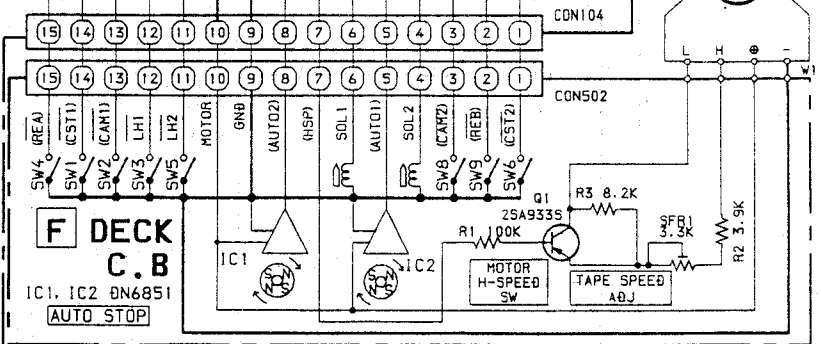 15 14 13 12 11 10 9 8 7 6 5 4 3 2 1
CON104
15 14 13 12 11 10 9 8 7 6 5 4 3 2 1
CON502
L H ⊕ -
W1
(REA)
(CST1)
(CAM1)
LH1
LH2
MOTOR
GND
(AUTO2)
(HSP)
SOL1
(AUTO1)
SOL2
(CAM2)
(REB)
(CST2)
SW4
SW1
SW2
SW3
SW5
SW8
SW9
SW6
F DECK
C.B
IC1, IC2 DN6851
AUTO STOP
IC1
N S N S
IC2
N S N S
Q1
2SA933S
R1 100K
R3 8.2K
SFR1
3.3K
R2 3.9K
MOTOR
H-SPEED
SW
TAPE SPEED
ADJ